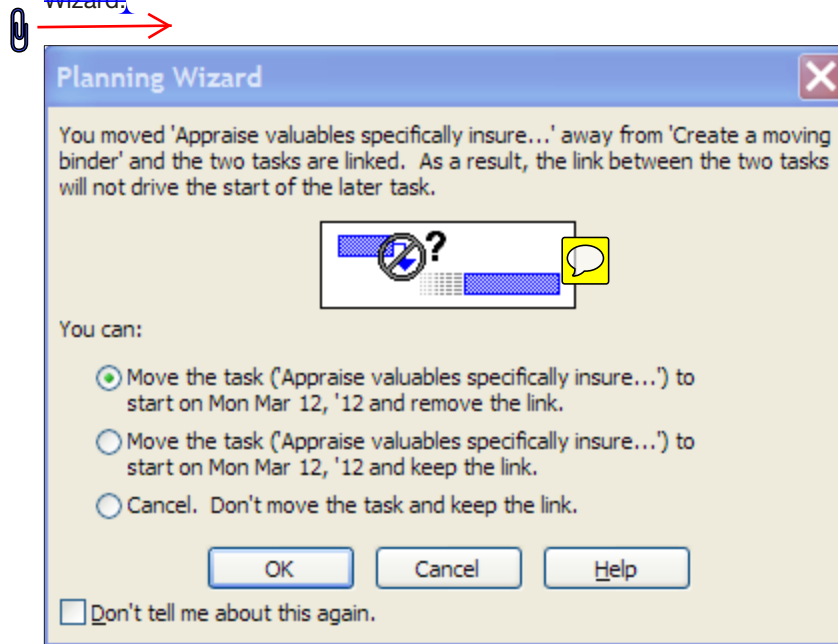 Wizard.
Planning Wizard
You moved 'Appraise valuables specifically insure...' away from 'Create a moving
binder' and the two tasks are linked. As a result, the link between the two tasks
will not drive the start of the later task.
?
You can:
Move the task ('Appraise valuables specifically insure...') to
start on Mon Mar 12, '12 and remove the link.
Move the task ('Appraise valuables specifically insure...') to
start on Mon Mar 12, '12 and keep the link.
Cancel. Don't move the task and keep the link.
OK Cancel Help
Don't tell me about this again.